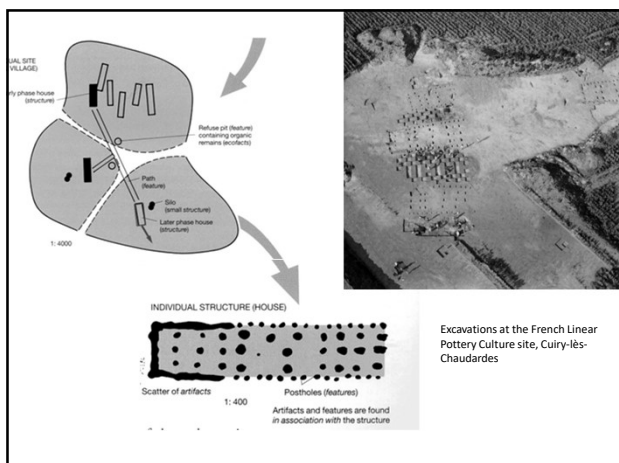 UAL SITE
VILLAGE)
rly phase house
(structure)
Refuse pit (feature)
containing organic
remains (ecofacts)
Path
(feature)
Silo
(small structure)
Later phase house
(structure)
1: 4000
INDIVIDUAL STRUCTURE (HOUSE)
Scatter of artifacts
Postholes (features)
1: 400
Artifacts and features are found
in association with the structure
Excavations at the French Linear
Pottery Culture site, Cuiry-lès-
Chaudardes